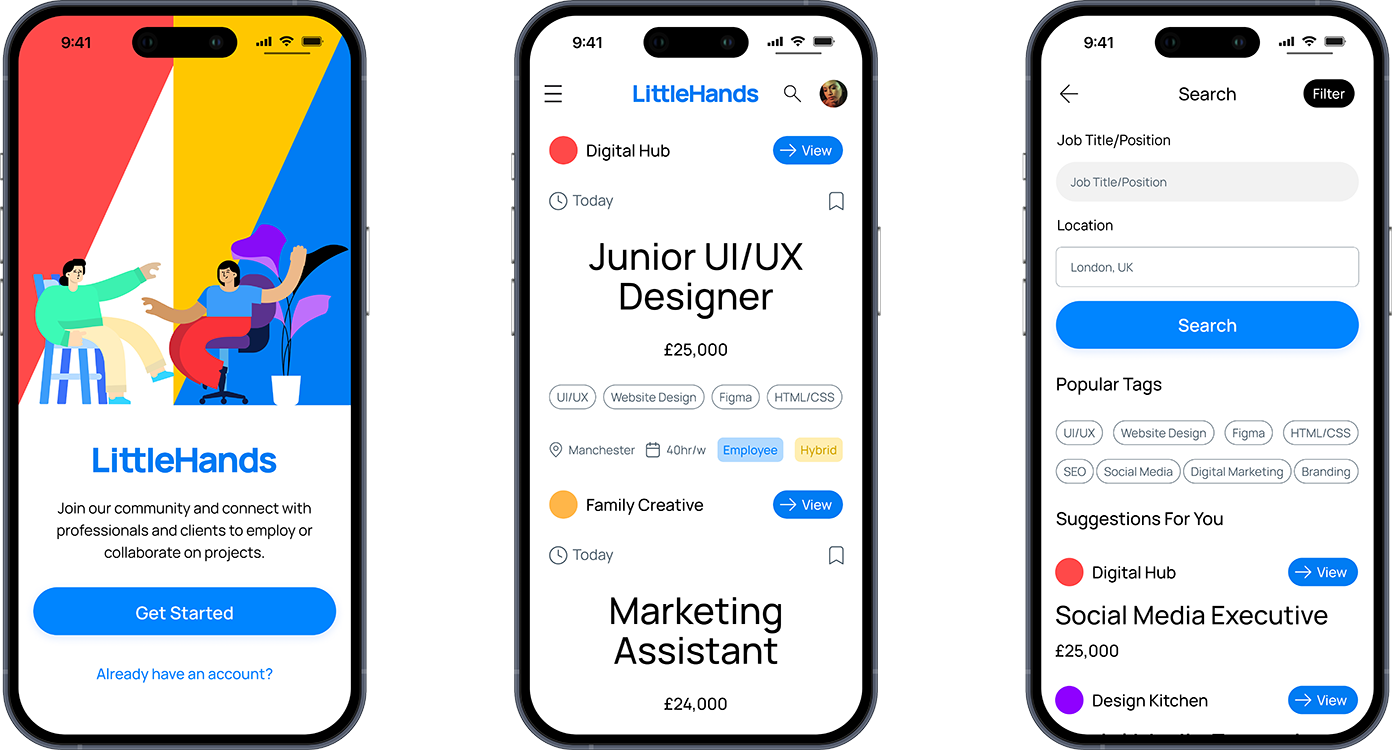 9:41
LittleHands
Join our community and connect with
professionals and clients to employ or
collaborate on projects.
Get Started
Already have an account?
9:41
LittleHands
Digital Hub
View
Today
Junior UI/UX
Designer
£25,000
UI/UX Website Design Figma HTML/CSS
Manchester 40hr/w Employee Hybrid
Family Creative
View
Today
Marketing
Assistant
£24,000
9:41
Search
Filter
Job Title/Position
Job Title/Position
Location
London, UK
Search
Popular Tags
UI/UX Website Design Figma HTML/CSS
SEO Social Media Digital Marketing Branding
Suggestions For You
Digital Hub
View
Social Media Executive
£25,000
Design Kitchen
View